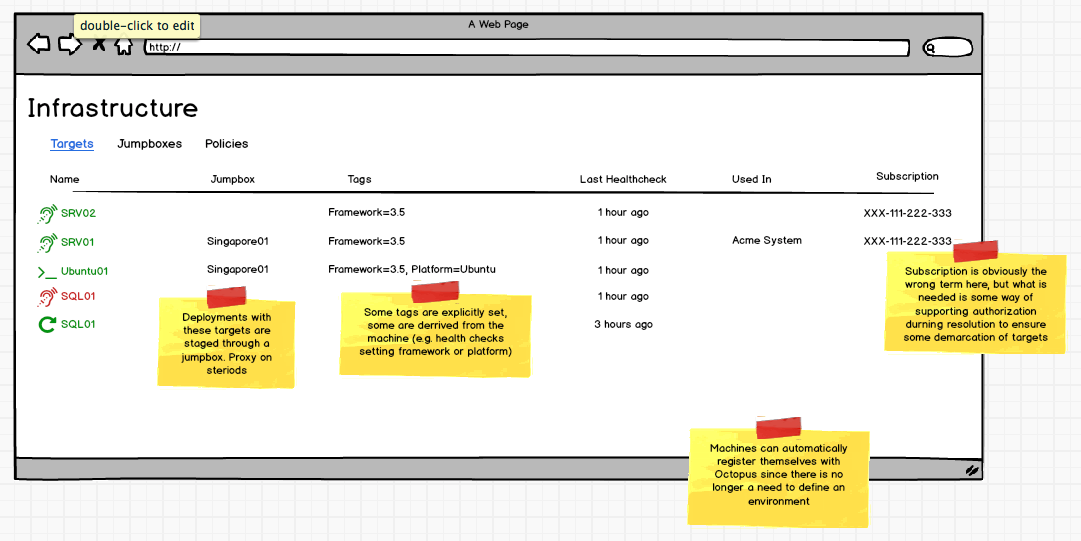 double-click to edit
A Web Page
http://
Infrastructure
Targets Jumpboxes Policies
Name Jumpbox Tags Last Healthcheck Used In Subscription
SRV02 Framework=3.5 1 hour ago XXX-111-222-333
SRV01 Singapore01 Framework=3.5 1 hour ago Acme System XXX-111-222-333
Ubuntu01 Singapore01 Framework=3.5, Platform=Ubuntu 1 hour ago
SQL01 1 hour ago
SQL01 3 hours ago
Deployments with
these targets are
staged through a
jumpbox. Proxy on
steriods
Some tags are explicitly set,
some are derrived from the
machine (e.g. health checks
setting framework or platform)
Subscription is obviously the
wrong term here, but what is
needed is some way of
supporting authorization
durning resolution to ensure
some demarcation of targets
Machines can automatically
register themselves with
Octopus since there is no
longer a need to define an
environment